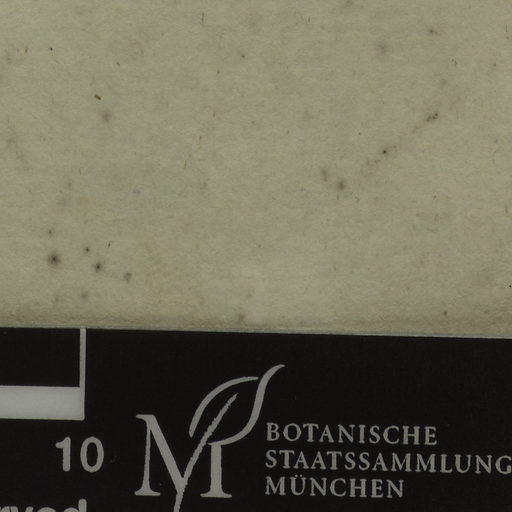 10
BOTANISCHE
STAATSSAMMLUNG
MÜNCHEN